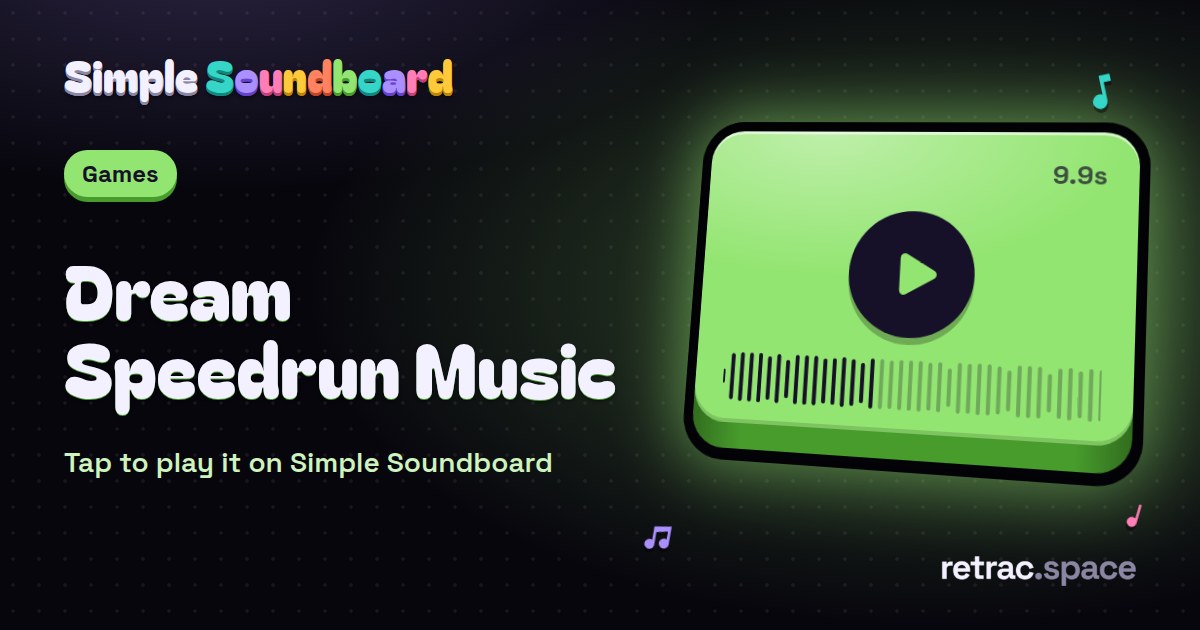 Simple Soundboard
Games
9.9s
Dream
Speedrun Music
Tap to play it on Simple Soundboard
retrac.space